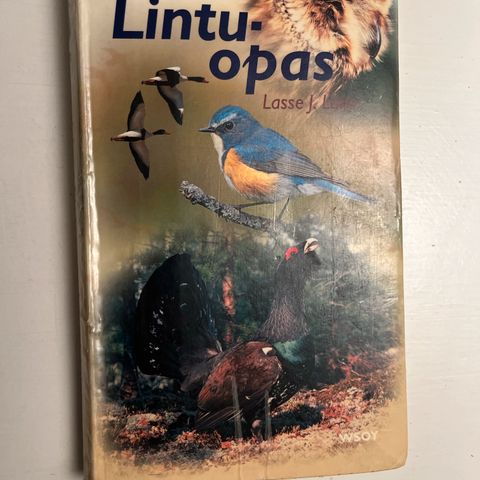 Lintu-
opas
Lasse J.
WSOY